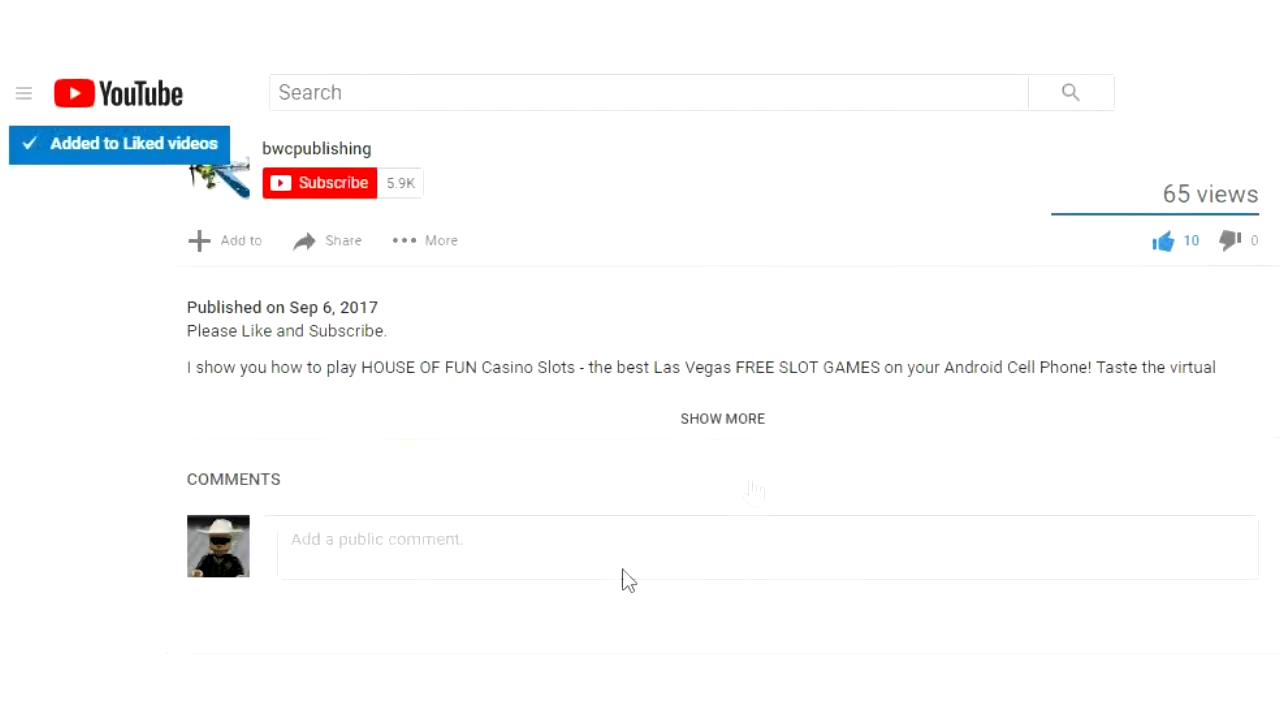 YouTube
Search
Added to Liked videos
bwcpublishing
Subscribe 5.9K
65 views
Add to Share More
10 0
Published on Sep 6, 2017
Please Like and Subscribe.
I show you how to play HOUSE OF FUN Casino Slots - the best Las Vegas FREE SLOT GAMES on your Android Cell Phone! Taste the virtual
SHOW MORE
COMMENTS
Add a public comment.